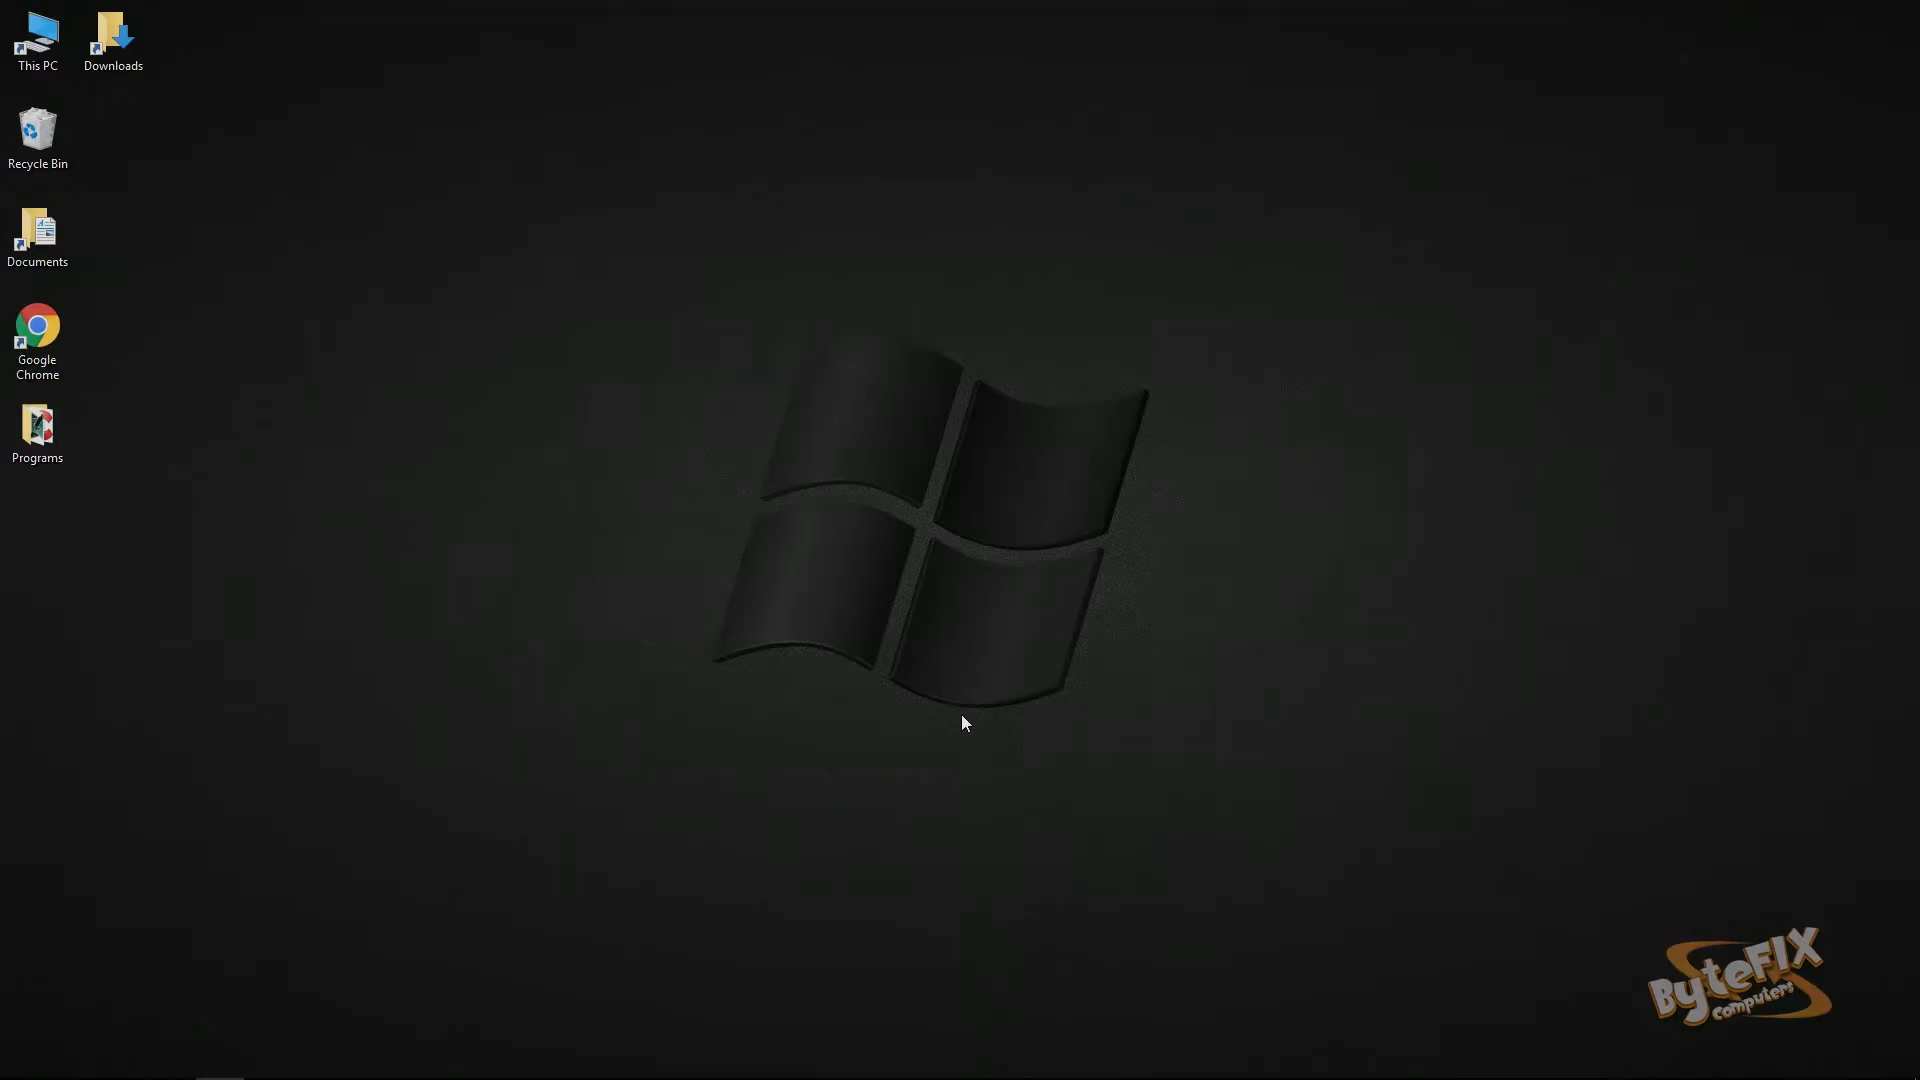 This PC
Downloads
Recycle Bin
Documents
Google
Chrome
Programs
ByteFIX
Computers